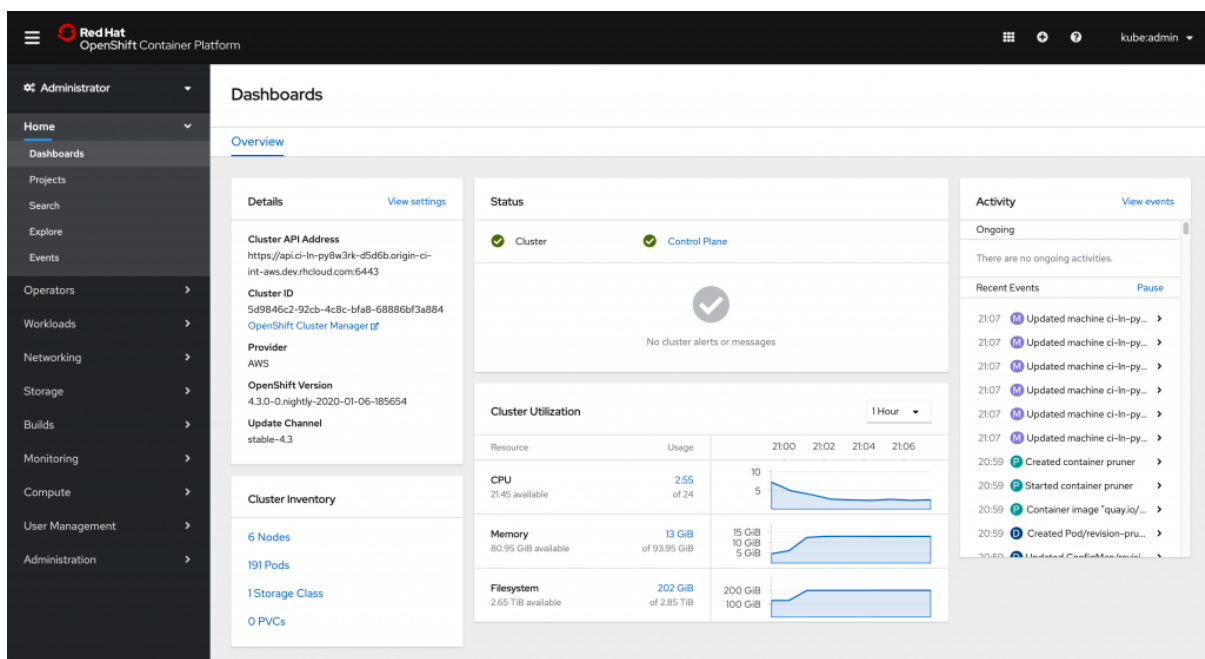 Red Hat
OpenShift Container Platform
kube:admin
Administrator
Home
Dashboards
Projects
Search
Explore
Events
Operators
Workloads
Networking
Storage
Builds
Monitoring
Compute
User Management
Administration
Dashboards
Overview
Details
View settings
Cluster API Address
https://api.ci-ln-py8w3rk-d5d6b.origin-ci-
int-aws.dev.rhcloud.com:6443
Cluster ID
5d9846c2-92cb-4c8c-bfa8-68886bf3a884
OpenShift Cluster Manager
Provider
AWS
OpenShift Version
4.3.0-0.nightly-2020-01-06-185654
Update Channel
stable-4.3
Cluster Inventory
6 Nodes
191 Pods
1 Storage Class
0 PVCs
Status
Cluster
Control Plane
No cluster alerts or messages
Cluster Utilization
1 Hour
Resource
Usage
21:00 21:02 21:04 21:06
CPU
2.55
21.45 available
of 24
10
5
Memory
13 GiB
80.95 GiB available
of 93.95 GiB
15 GiB
10 GiB
5 GiB
Filesystem
202 GiB
2.65 TiB available
of 2.85 TiB
200 GiB
100 GiB
Activity
View events
Ongoing
There are no ongoing activities.
Recent Events
Pause
21:07 M Updated machine ci-ln-py...
21:07 M Updated machine ci-ln-py...
21:07 M Updated machine ci-ln-py...
21:07 M Updated machine ci-ln-py...
21:07 M Updated machine ci-ln-py...
21:07 M Updated machine ci-ln-py...
20:59 P Created container pruner
20:59 P Started container pruner
20:59 P Container image "quay.io/...
20:59 D Created Pod/revision-pru...